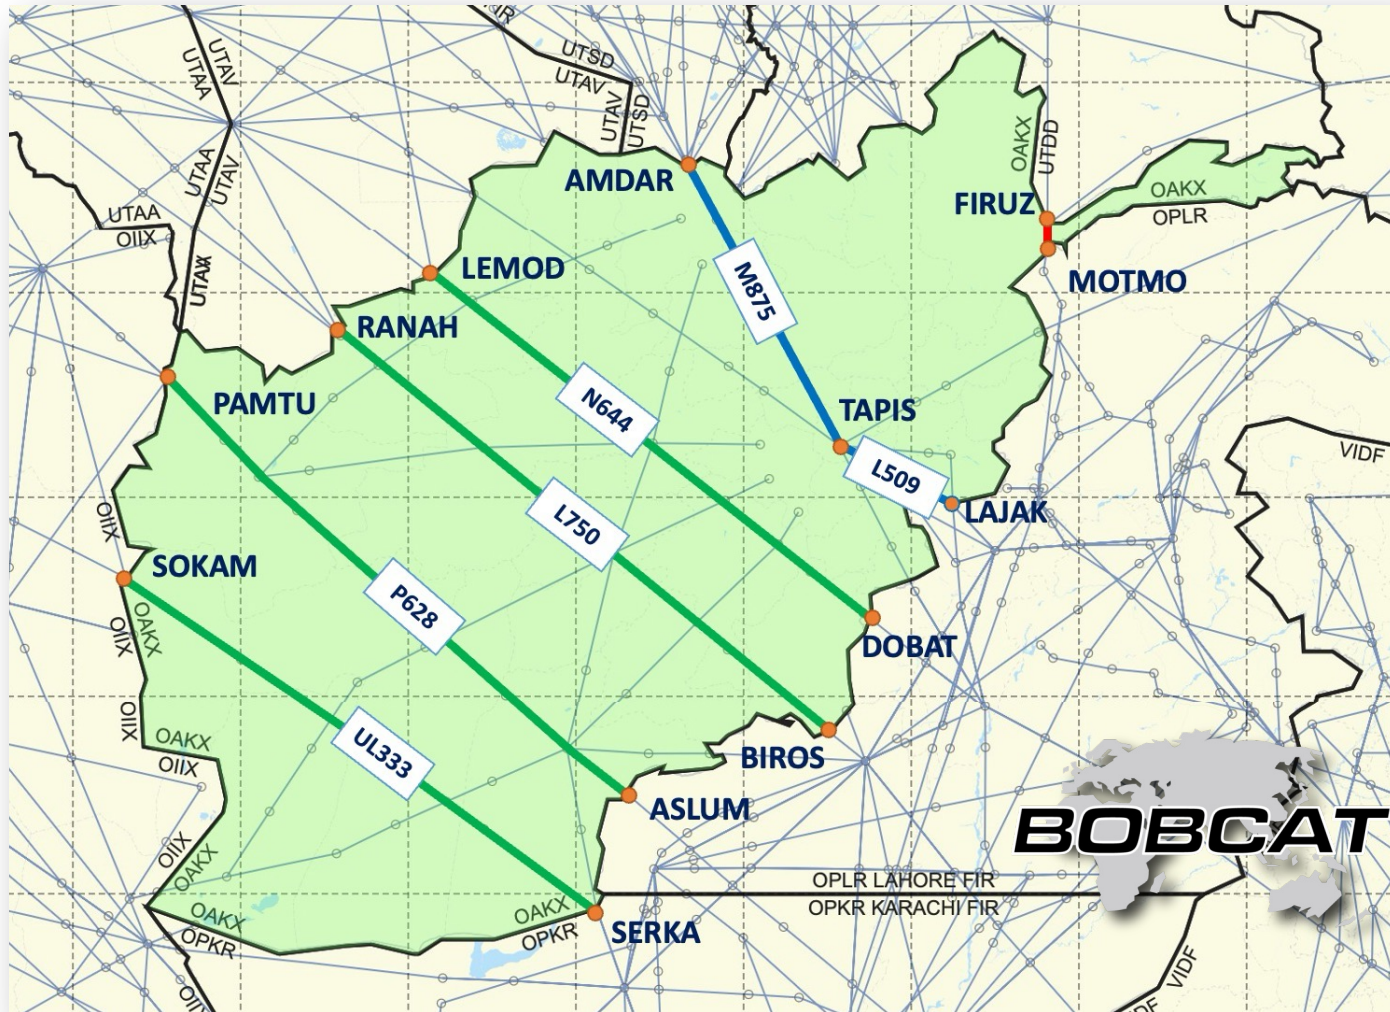 IR
UTSD
UTAV
UTAV
UTAA
UTAV
UTSD
OAKX
UTDD
UTAA
UTAV
AMDAR
FIRUZ
OAKX
OPLR
UTAA
OIIX
LEMOD
MOTMO
M875
RANAH
PAMTU
N644
TAPIS
VIDF
L509
LAJAK
OIIX
L750
SOKAM
P628
OAKX
OIIX
DOBAT
OIIX
OAKX
OIIX
UL333
BIROS
ASLUM
BOBCAT
OIIX
OAKX
OPLR LAHORE FIR
OPKR KARACHI FIR
OAKX
OPKR
OAKX
OPKR
SERKA
VIDF